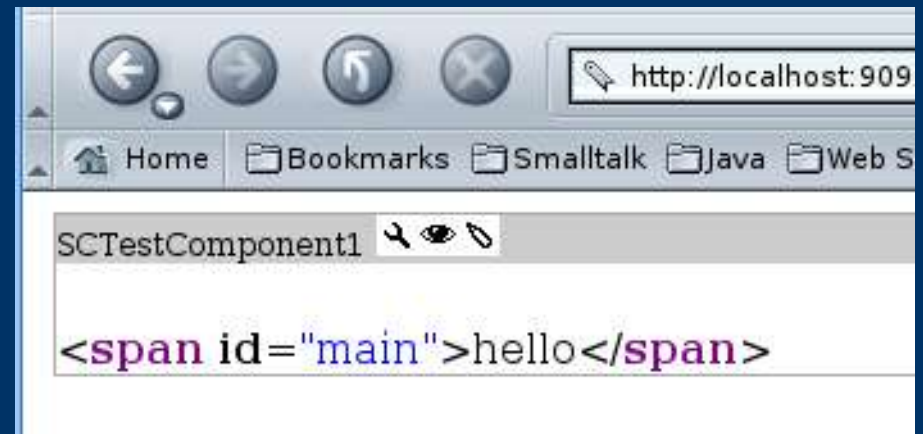 http://localhost:909
Home Bookmarks Smalltalk Java Web S
SCTestComponent1
<span id="main">hello</span>